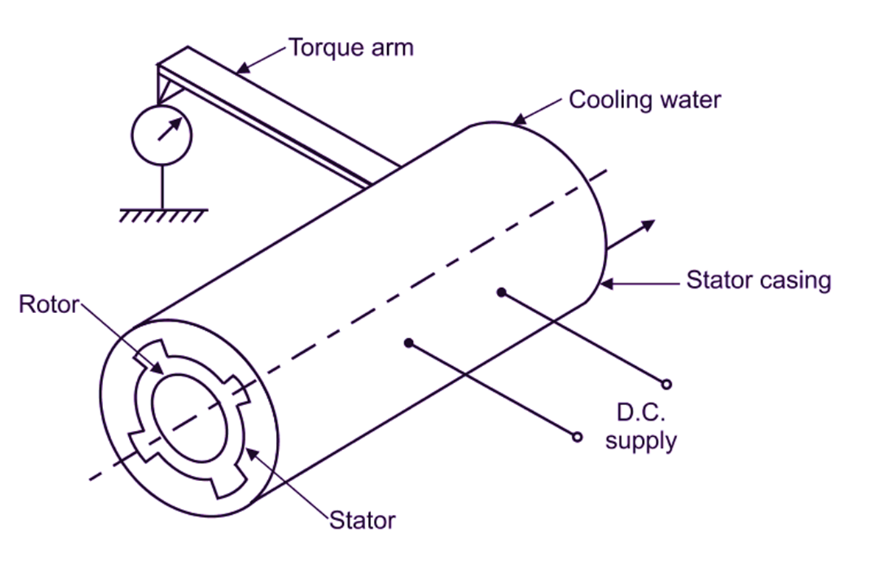 Torque arm
Cooling water
Stator casing
Rotor
D.C.
supply
Stator